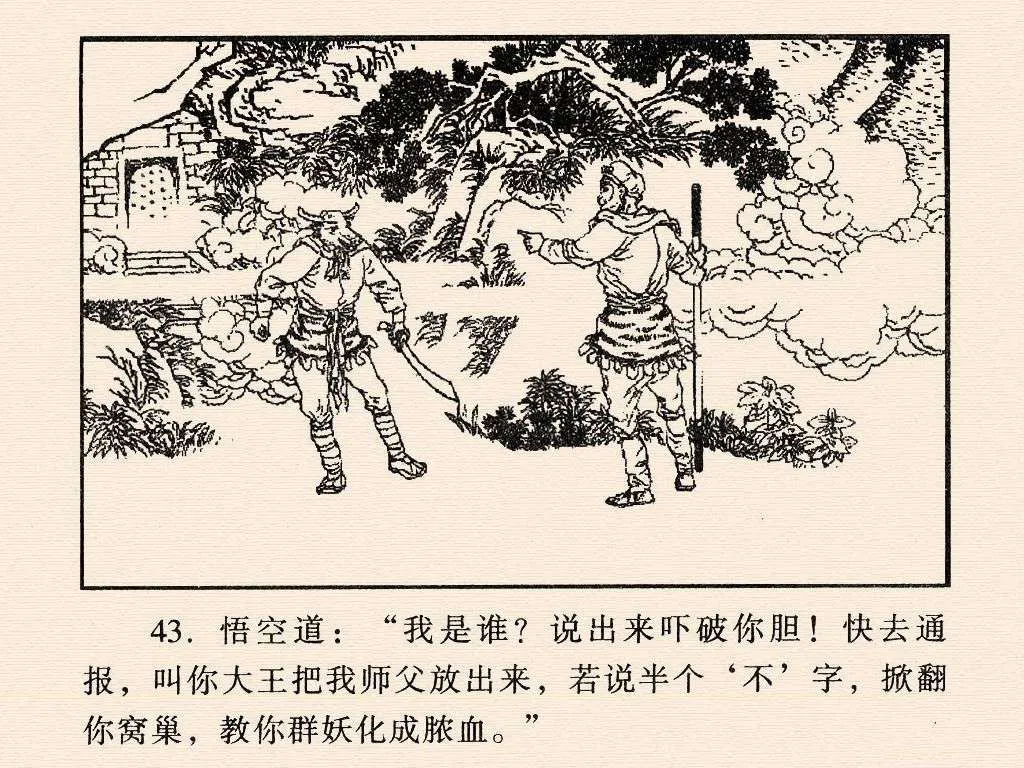 43. 悟空道：“我是谁？说出来吓破你胆！快去通
报，叫你大王把我师父放出来，若说半个‘不’字，掀翻
你窝巢，教你群妖化成脓血。”